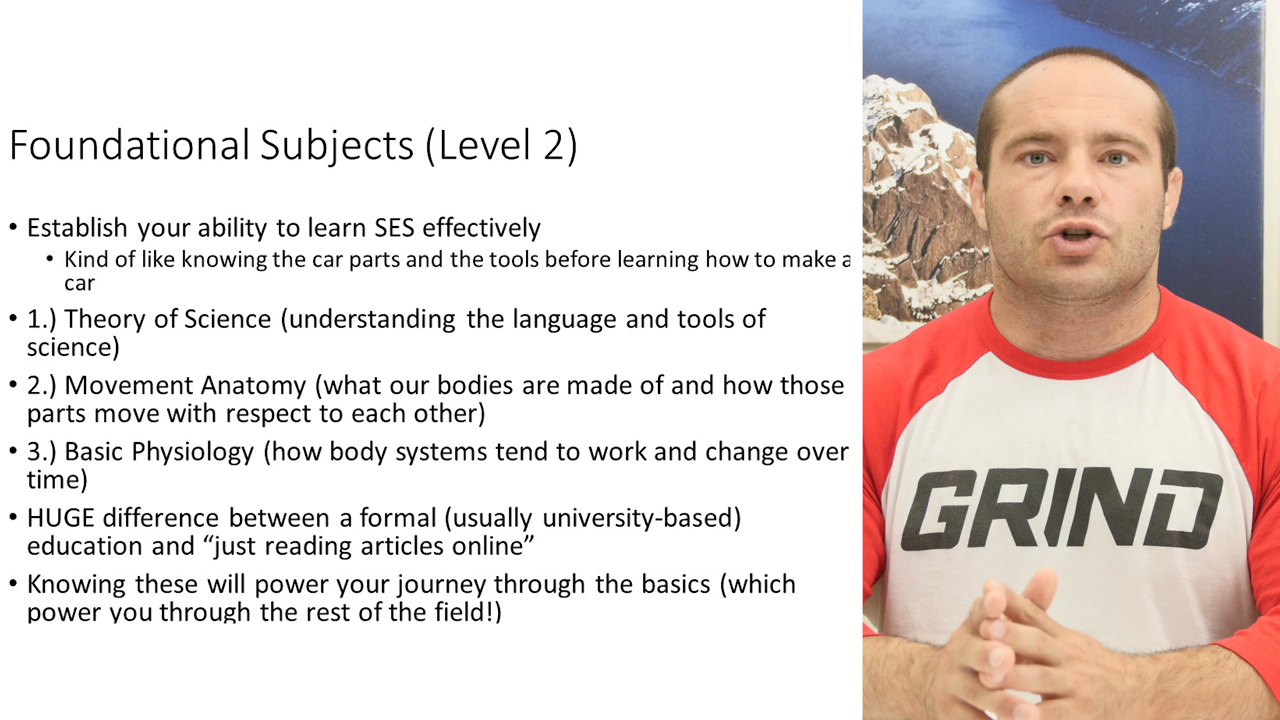 Foundational Subjects (Level 2)
• Establish your ability to learn SES effectively
• Kind of like knowing the car parts and the tools before learning how to make a
car
• 1.) Theory of Science (understanding the language and tools of
science)
• 2.) Movement Anatomy (what our bodies are made of and how those
parts move with respect to each other)
• 3.) Basic Physiology (how body systems tend to work and change over
time)
• HUGE difference between a formal (usually university-based)
education and “just reading articles online”
• Knowing these will power your journey through the basics (which
power you through the rest of the field!)
GRIND